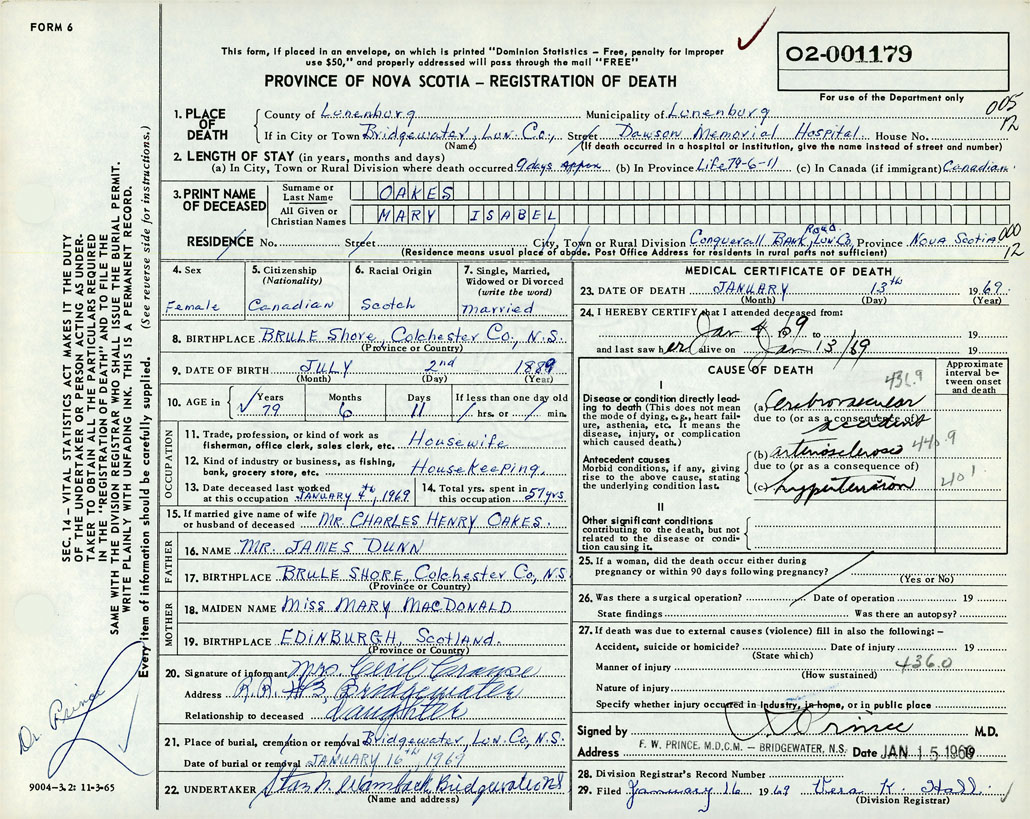 FORM 6
This form, if placed in an envelope, on which is printed "Dominion Statistics – Free, penalty for improper
use $50," and properly addressed will pass through the mail "FREE"
PROVINCE OF NOVA SCOTIA – REGISTRATION OF DEATH
02-001179
For use of the Department only
005
12
1. PLACE OF DEATH
County of Lunenburg Municipality of Lunenburg
If in City or Town Bridgewater, Lun Co., Street Dawson Memorial Hospital House No.
(Name) (If death occurred in a hospital or institution, give the name instead of street and number)
2. LENGTH OF STAY (in years, months and days)
(a) In City, Town or Rural Division where death occurred 9 days appox (b) In Province Life 79-6-11 (c) In Canada (if immigrant) Canadian
3. PRINT NAME OF DECEASED
Surname or Last Name OAKES
All Given or Christian Names MARY ISABEL
000
12
RESIDENCE No. Street City, Town or Rural Division Conquerall Bank Road, Lun Co, Province Nova Scotia
(Residence means usual place of abode. Post Office Address for residents in rural parts not sufficient)
4. Sex
Female
5. Citizenship
(Nationality)
Canadian
6. Racial Origin
Scotch
7. Single, Married,
Widowed or Divorced
(write the word)
Married
8. BIRTHPLACE BRULE Shore, Colchester Co., N.S.
(Province or Country)
9. DATE OF BIRTH JULY 2nd 1889
(Month) (Day) (Year)
10. AGE in Years 79 Months 6 Days 11 If less than one day old
/ hrs. or / min.
OCCUPATION
11. Trade, profession, or kind of work as
fisherman, office clerk, sales clerk, etc. Housewife
12. Kind of industry or business, as fishing,
bank, grocery store, etc. HouseKeeping
13. Date deceased last worked
at this occupation JANUARY 4th, 1969
14. Total yrs. spent in
this occupation 57 yrs.
15. If married give name of wife
or husband of deceased MR. CHARLES HENRY OAKES.
FATHER
16. NAME MR. JAMES DUNN
17. BIRTHPLACE BRULE SHORE, Colchester Co, N.S
MOTHER
18. MAIDEN NAME Miss MARY MACDONALD
19. BIRTHPLACE EDINBURGH, Scotland.
(Province or Country)
20. Signature of informant Mrs Cecil
Address R.R. #3, Bridgewater
Relationship to deceased daughter
21. Place of burial, cremation or removal Bridgewater, Lun. Co, N.S.
Date of burial or removal JANUARY 16th, 1969
22. UNDERTAKER Bridgewater N.S
(Name and address)
MEDICAL CERTIFICATE OF DEATH
23. DATE OF DEATH JANUARY 13th 1969.
(Month) (Day) (Year)
24. I HEREBY CERTIFY that I attended deceased from:
Jan 4 69 to 19
and last saw her alive on Jan 13/69 19
CAUSE OF DEATH
Approximate
interval between onset
and death
I
Disease or condition directly leading to death (This does not
mean the mode of dying, e.g., heart failure, asthenia, etc. It means the
disease, injury, or complication
which caused death.)
431.9
(a) Cerebrovascular
due to (or as a consequence of)
accident
Antecedent causes
Morbid conditions, if any, giving
rise to the above cause, stating
the underlying condition last.
(b) arteriosclerosis 440.9
due to (or as a consequence of)
(c) hypertension 401
II
Other significant conditions
contributing to the death, but not
related to the disease or condition causing it.
25. If a woman, did the death occur either during
pregnancy or within 90 days following pregnancy?
(Yes or No)
26. Was there a surgical operation? Date of operation 19
State findings Was there an autopsy?
27. If death was due to external causes (violence) fill in also the following: –
Accident, suicide or homicide? Date of injury 19
(State which)
Manner of injury 436.0
(How sustained)
Nature of injury
Specify whether injury occurred in Industry, in home, or in public place
Signed by Prince M.D.
Address F. W. PRINCE, M.D.C.M. – BRIDGEWATER, N.S. Date JAN 15 1969
28. Division Registrar's Record Number
29. Filed January 16 1969 Vera K. Hall
(Division Registrar)
SEC. 14 – VITAL STATISTICS ACT MAKES IT THE DUTY
OF THE UNDERTAKER OR PERSON ACTING AS UNDERTAKER TO OBTAIN ALL THE PARTICULARS REQUIRED
IN THE "REGISTRATION OF DEATH" AND TO FILE THE
SAME WITH THE DIVISION REGISTRAR WHO SHALL ISSUE THE BURIAL PERMIT.
WRITE PLAINLY WITH UNFADING INK. THIS IS A PERMANENT RECORD.
Every item of information should be carefully supplied. (See reverse side for instructions.)
Dr. Prince
9004-3.2: 11-3-65